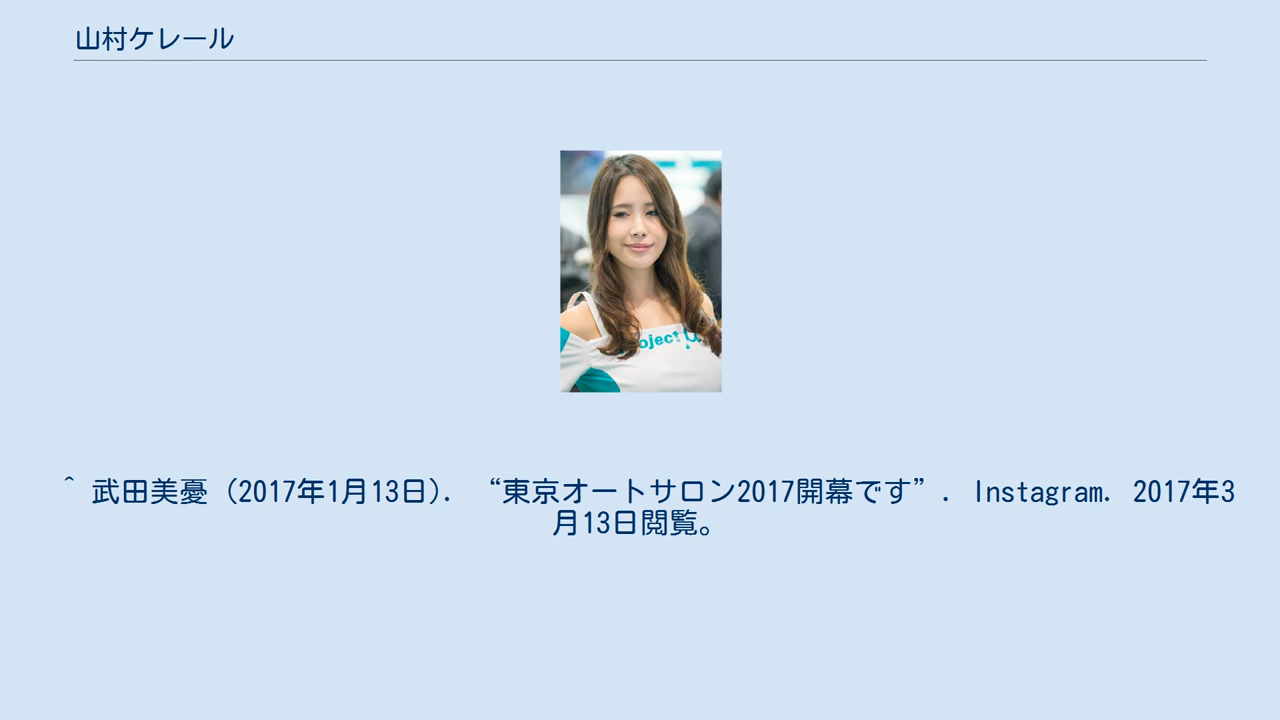 山村ケレール
oject
^ 武田美憂 (2017年1月13日). “東京オートサロン2017開幕です”. Instagram. 2017年3
月13日閲覧。